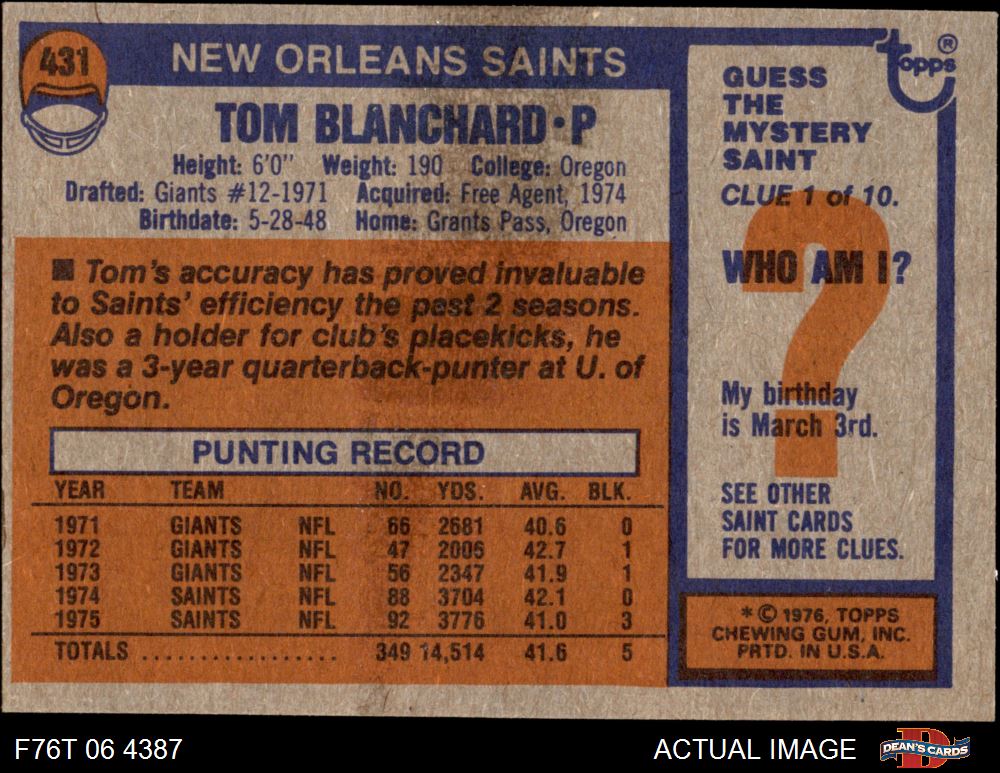 431
NEW ORLEANS SAINTS
TOM BLANCHARD•P
Height: 6'0" Weight: 190 College: Oregon
Drafted: Giants #12-1971 Acquired: Free Agent, 1974
Birthdate: 5-28-48 Home: Grants Pass, Oregon
■ Tom's accuracy has proved invaluable
to Saints' efficiency the past 2 seasons.
Also a holder for club's placekicks, he
was a 3-year quarterback-punter at U. of
Oregon.
PUNTING RECORD
YEAR TEAM NO. YDS. AVG. BLK.
1971 GIANTS NFL 66 2681 40.6 0
1972 GIANTS NFL 47 2006 42.7 1
1973 GIANTS NFL 56 2347 41.9 1
1974 SAINTS NFL 88 3704 42.1 0
1975 SAINTS NFL 92 3776 41.0 3
TOTALS .................. 349 14,514 41.6 5
topps®
GUESS
THE
MYSTERY
SAINT
CLUE 1 of 10.
WHO AM I?
?
My birthday
is March 3rd.
SEE OTHER
SAINT CARDS
FOR MORE CLUES.
*© 1976, TOPPS
CHEWING GUM, INC.
PRTD. IN U.S.A.
F76T 06 4387
ACTUAL IMAGE
DEAN'S CARDS